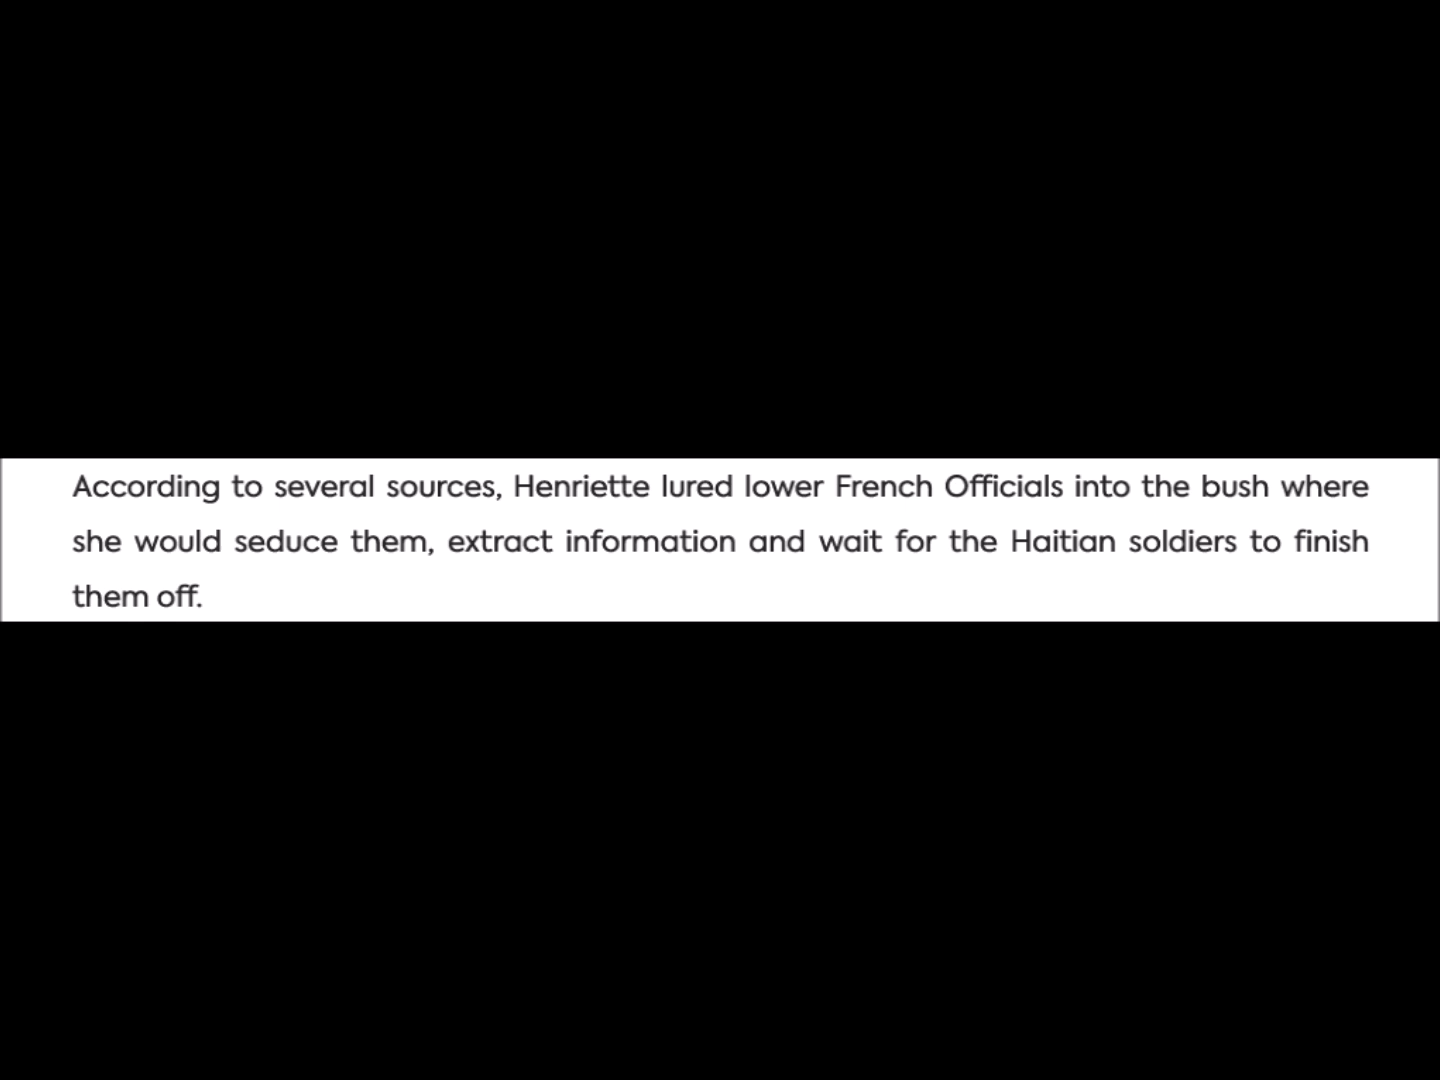 According to several sources, Henriette lured lower French Officials into the bush where
she would seduce them, extract information and wait for the Haitian soldiers to finish
them off.